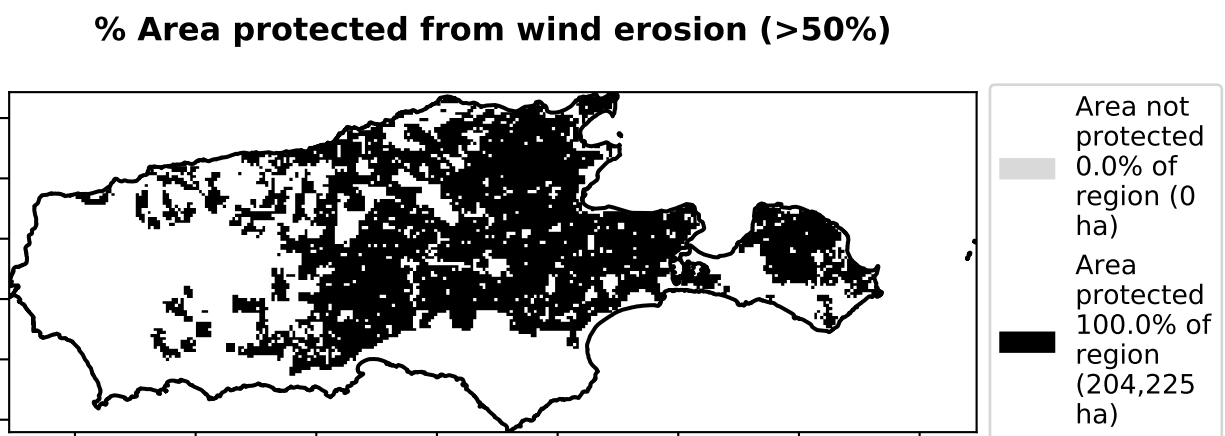 % Area protected from wind erosion (>50%)
Area not
protected
0.0% of
region (0
ha)
Area
protected
100.0% of
region
(204,225
ha)